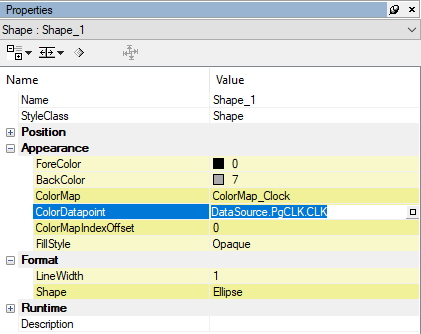 Properties
Shape : Shape_1
Name Value
Name Shape_1
StyleClass Shape
Position
Appearance
ForeColor 0
BackColor 7
ColorMap ColorMap_Clock
ColorDatapoint DataSource.PgCLK.CLK
ColorMapIndexOffset 0
FillStyle Opaque
Format
LineWidth 1
Shape Ellipse
Runtime
Description